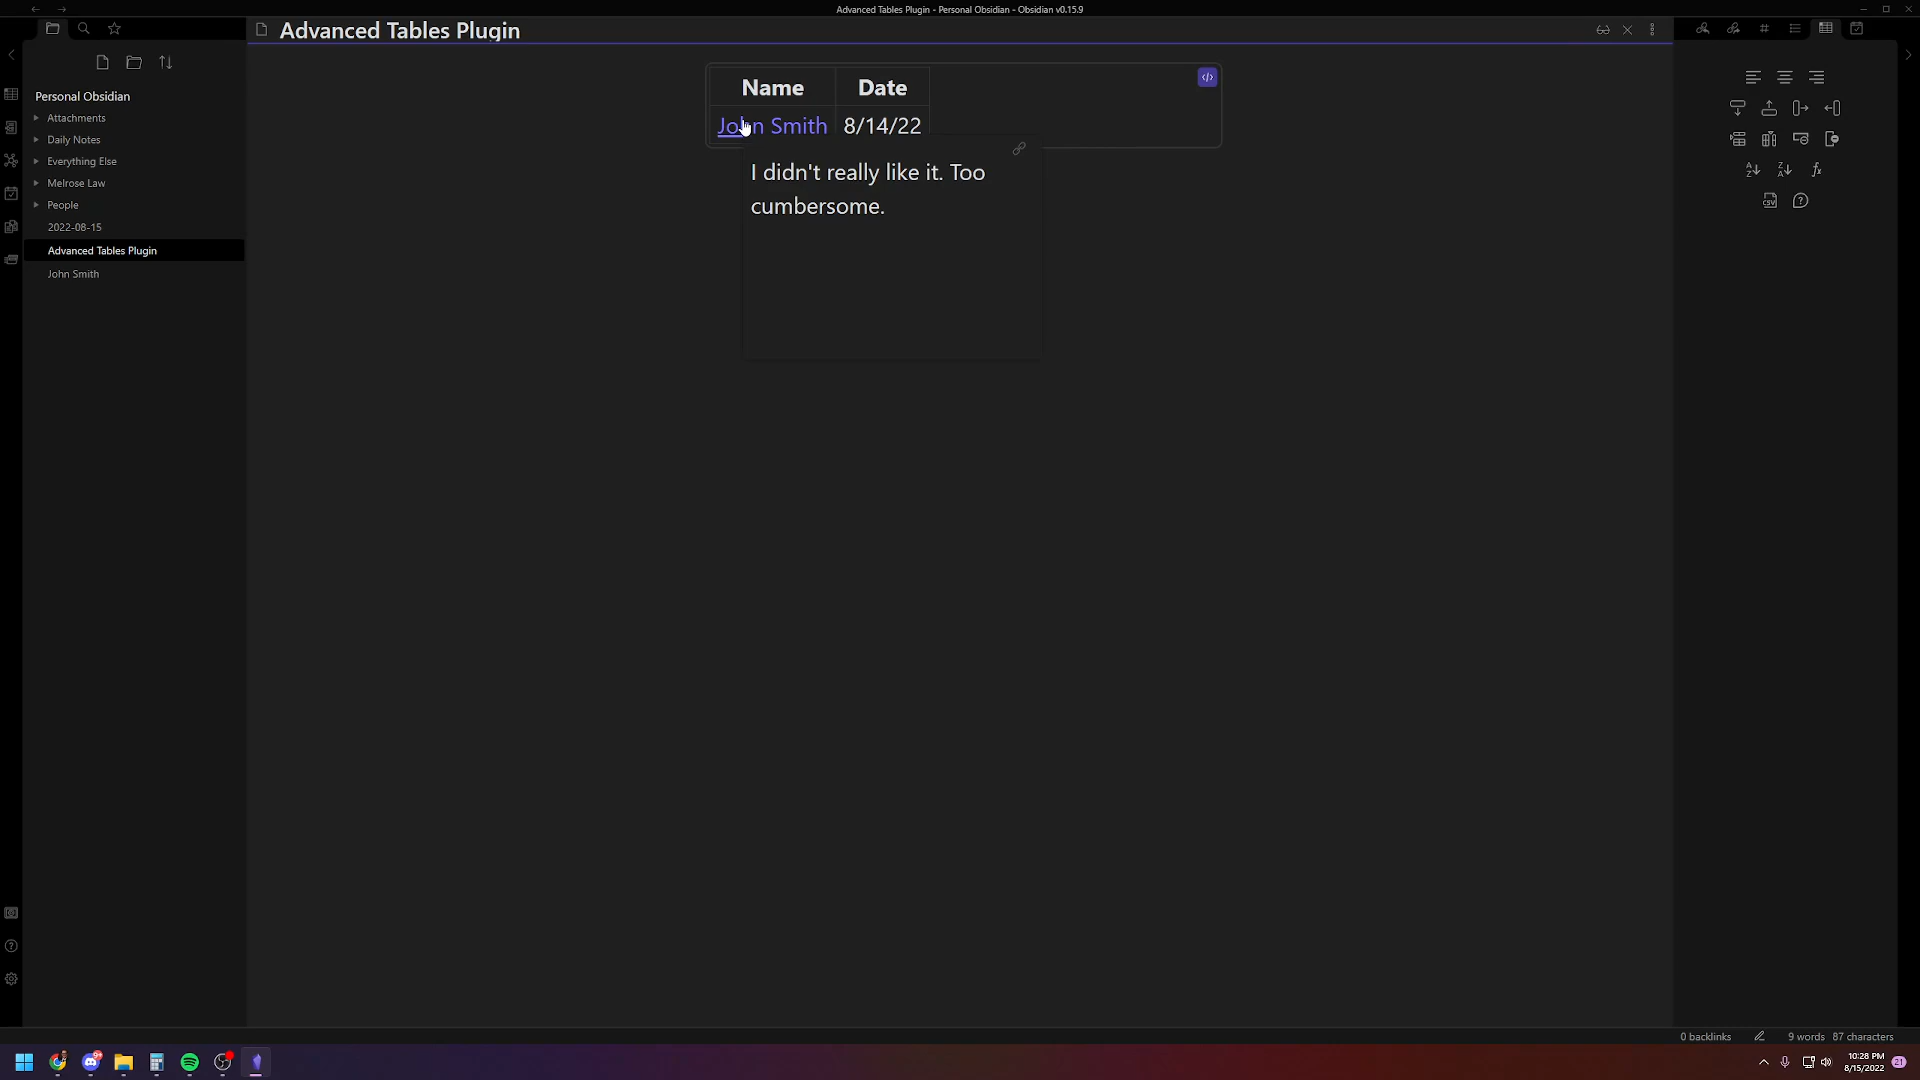 Advanced Tables Plugin - Personal Obsidian - Obsidian v0.15.9
Advanced Tables Plugin
Personal Obsidian
Attachments
Daily Notes
Everything Else
Melrose Law
People
2022-08-15
Advanced Tables Plugin
John Smith
Name Date
John Smith 8/14/22
I didn't really like it. Too
cumbersome.
CSV
0 backlinks 9 words 87 characters
10:28 PM
8/15/2022
21